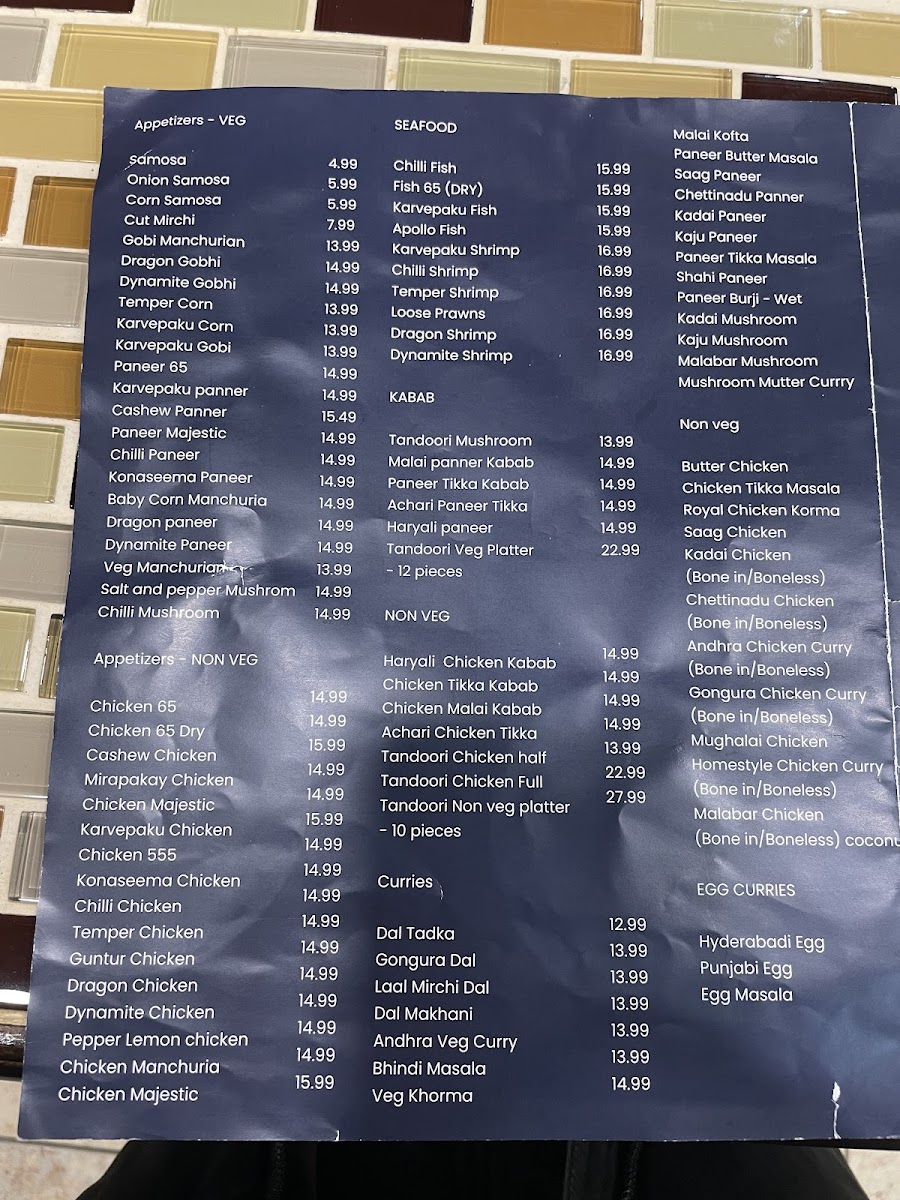 Appetizers - VEG
Samosa 4.99
Onion Samosa 5.99
Corn Samosa 5.99
Cut Mirchi 7.99
Gobi Manchurian 13.99
Dragon Gobhi 14.99
Dynamite Gobhi 14.99
Temper Corn 13.99
Karvepaku Corn 13.99
Karvepaku Gobi 13.99
Paneer 65 14.99
Karvepaku panner 14.99
Cashew Panner 15.49
Paneer Majestic 14.99
Chilli Paneer 14.99
Konaseema Paneer 14.99
Baby Corn Manchuria 14.99
Dragon paneer 14.99
Dynamite Paneer 14.99
Veg Manchurian 13.99
Salt and pepper Mushrom 14.99
Chilli Mushroom 14.99
Appetizers - NON VEG
Chicken 65 14.99
Chicken 65 Dry 14.99
Cashew Chicken 15.99
Mirapakay Chicken 14.99
Chicken Majestic 14.99
Karvepaku Chicken 15.99
Chicken 555 14.99
Konaseema Chicken 14.99
Chilli Chicken 14.99
Temper Chicken 14.99
Guntur Chicken 14.99
Dragon Chicken 14.99
Dynamite Chicken 14.99
Pepper Lemon chicken 14.99
Chicken Manchuria 14.99
Chicken Majestic 15.99
SEAFOOD
Chilli Fish 15.99
Fish 65 (DRY) 15.99
Karvepaku Fish 15.99
Apollo Fish 15.99
Karvepaku Shrimp 16.99
Chilli Shrimp 16.99
Temper Shrimp 16.99
Loose Prawns 16.99
Dragon Shrimp 16.99
Dynamite Shrimp 16.99
KABAB
Tandoori Mushroom 13.99
Malai panner Kabab 14.99
Paneer Tikka Kabab 14.99
Achari Paneer Tikka 14.99
Haryali paneer 14.99
Tandoori Veg Platter 22.99
- 12 pieces
NON VEG
Haryali Chicken Kabab 14.99
Chicken Tikka Kabab 14.99
Chicken Malai Kabab 14.99
Achari Chicken Tikka 14.99
Tandoori Chicken half 13.99
Tandoori Chicken Full 22.99
Tandoori Non veg platter 27.99
- 10 pieces
Curries
Dal Tadka 12.99
Gongura Dal 13.99
Laal Mirchi Dal 13.99
Dal Makhani 13.99
Andhra Veg Curry 13.99
Bhindi Masala 13.99
Veg Khorma 14.99
Malai Kofta
Paneer Butter Masala
Saag Paneer
Chettinadu Panner
Kadai Paneer
Kaju Paneer
Paneer Tikka Masala
Shahi Paneer
Paneer Burji - Wet
Kadai Mushroom
Kaju Mushroom
Malabar Mushroom
Mushroom Mutter Currry
Non veg
Butter Chicken
Chicken Tikka Masala
Royal Chicken Korma
Saag Chicken
Kadai Chicken
(Bone in/Boneless)
Chettinadu Chicken
(Bone in/Boneless)
Andhra Chicken Curry
(Bone in/Boneless)
Gongura Chicken Curry
(Bone in/Boneless)
Mughalai Chicken
Homestyle Chicken Curry
(Bone in/Boneless)
Malabar Chicken
(Bone in/Boneless) coconu
EGG CURRIES
Hyderabadi Egg
Punjabi Egg
Egg Masala